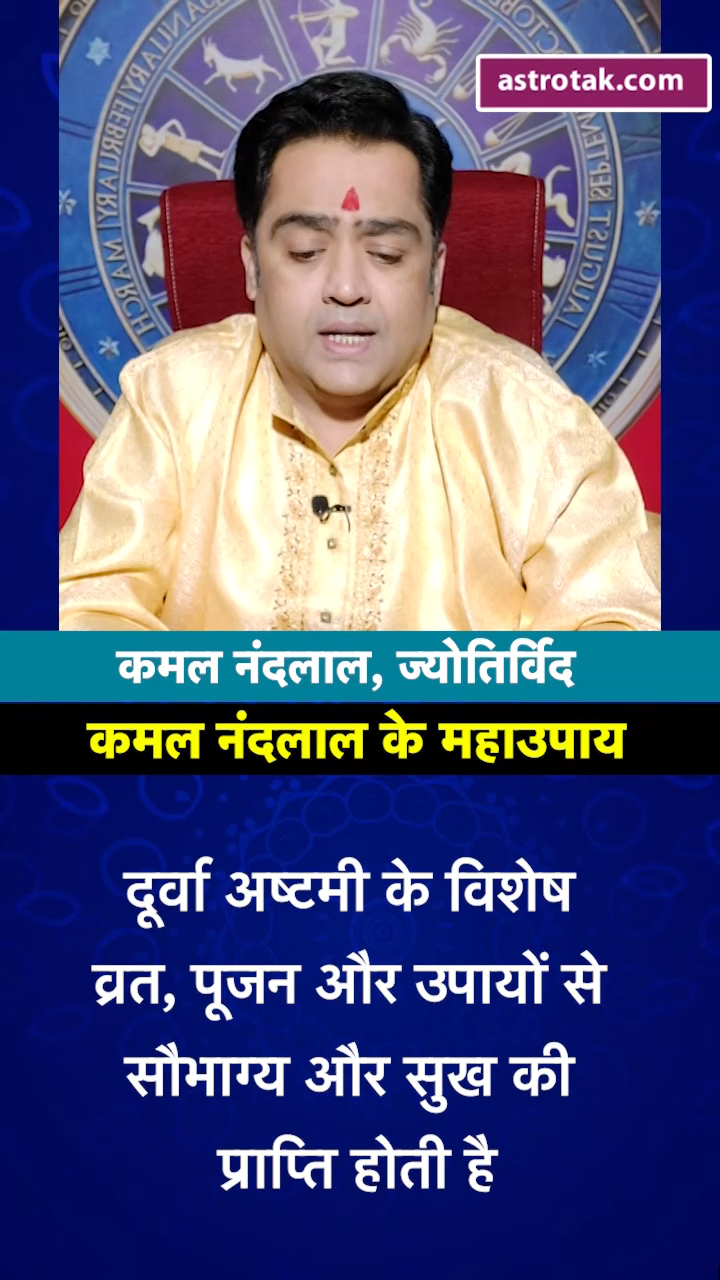 astrotak.com
कमल नंदलाल, ज्योतिर्विद
कमल नंदलाल के महाउपाय
दूर्वा अष्टमी के विशेष
व्रत, पूजन और उपायों से
सौभाग्य और सुख की
प्राप्ति होती है